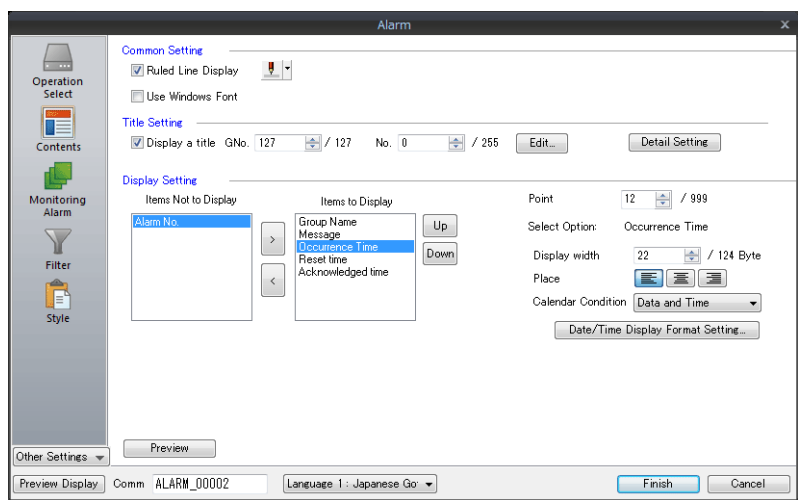 Alarm x
Operation
Select
Contents
Monitoring
Alarm
Filter
Style
Other Settings
Common Setting
Ruled Line Display
Use Windows Font
Title Setting
Display a title GNo. 127 / 127 No. 0 / 255 Edit... Detail Setting
Display Setting
Items Not to Display
Alarm No.
>
<
Items to Display
Group Name
Message
Occurrence Time
Reset time
Acknowledged time
Up
Down
Point 12 / 999
Select Option: Occurrence Time
Display width 22 / 124 Byte
Place
Calendar Condition Data and Time
Date/Time Display Format Setting...
Preview
Preview Display Comm ALARM_00002 Language 1 : Japanese Go Finish Cancel